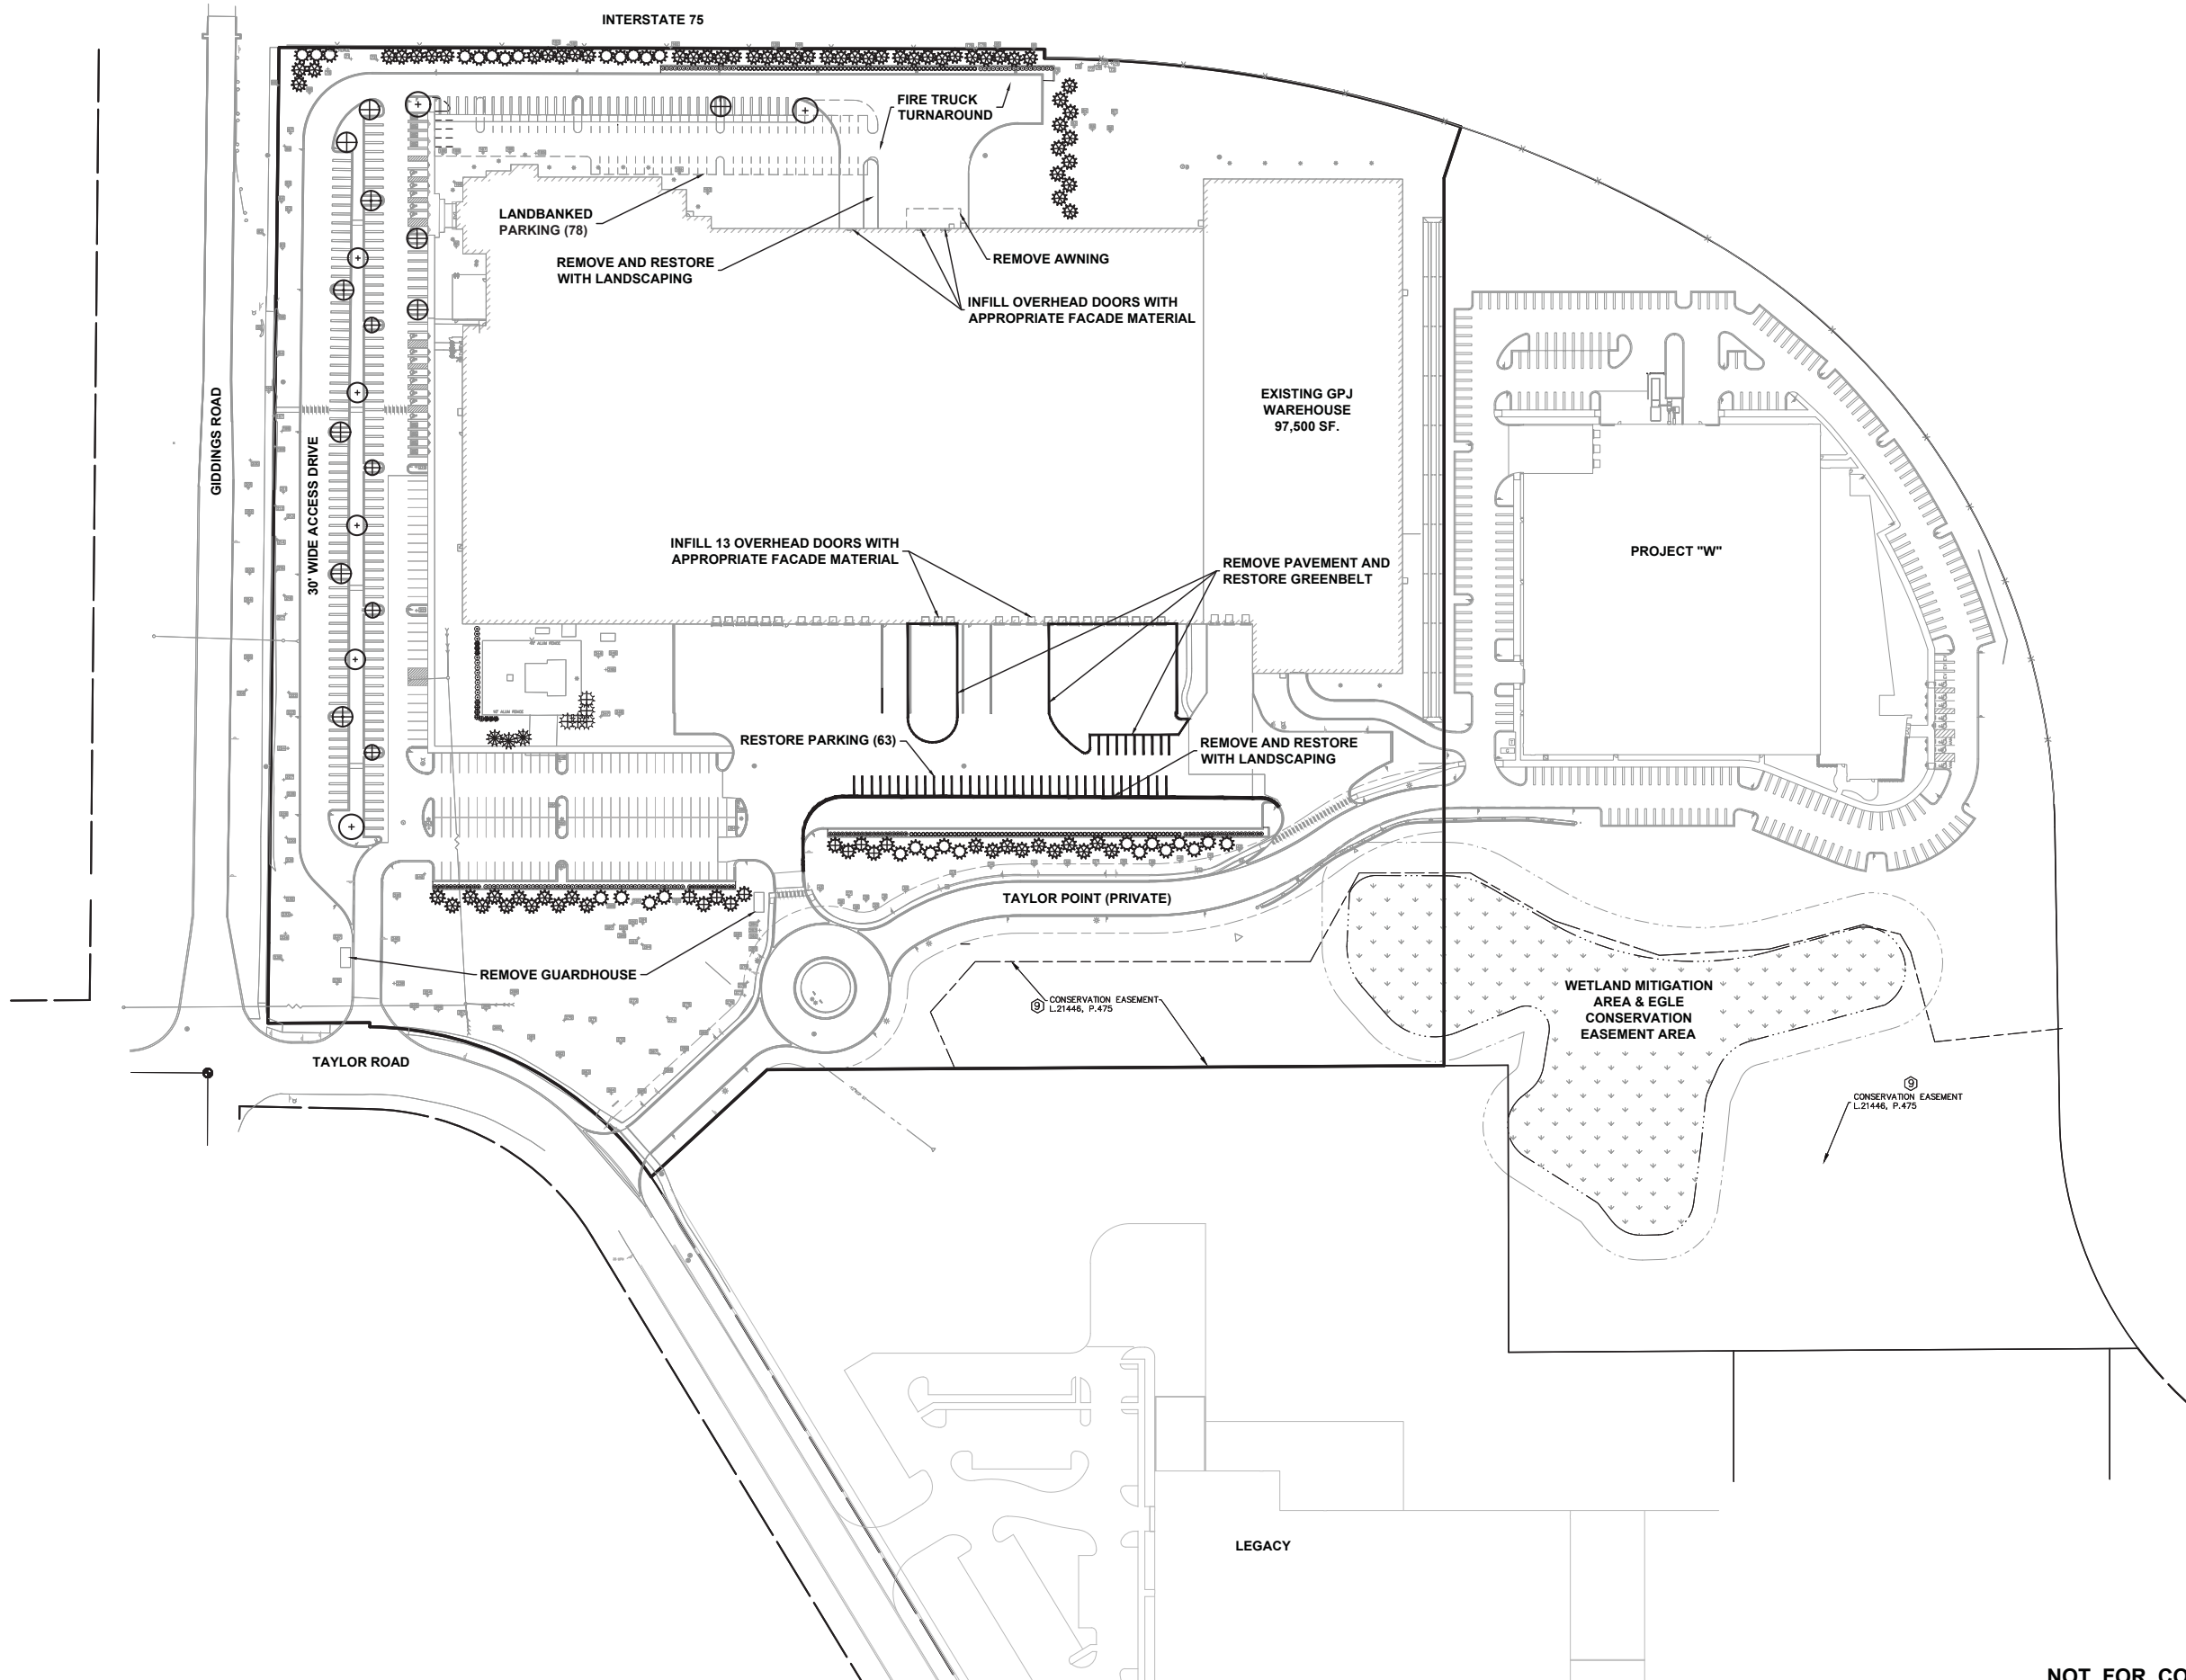 INTERSTATE 75
FIRE TRUCK
TURNAROUND
LANDBANKED
PARKING (78)
REMOVE AND RESTORE
WITH LANDSCAPING
REMOVE AWNING
INFILL OVERHEAD DOORS WITH
APPROPRIATE FACADE MATERIAL
GIDDINGS ROAD
30' WIDE ACCESS DRIVE
EXISTING GPJ
WAREHOUSE
97,500 SF.
PROJECT "W"
INFILL 13 OVERHEAD DOORS WITH
APPROPRIATE FACADE MATERIAL
REMOVE PAVEMENT AND
RESTORE GREENBELT
RESTORE PARKING (63)
REMOVE AND RESTORE
WITH LANDSCAPING
TAYLOR POINT (PRIVATE)
REMOVE GUARDHOUSE
9
CONSERVATION EASEMENT
L.21446, P.475
WETLAND MITIGATION
AREA & EGLE
CONSERVATION
EASEMENT AREA
TAYLOR ROAD
9
CONSERVATION EASEMENT
L.21446, P.475
LEGACY
NOT FOR CO